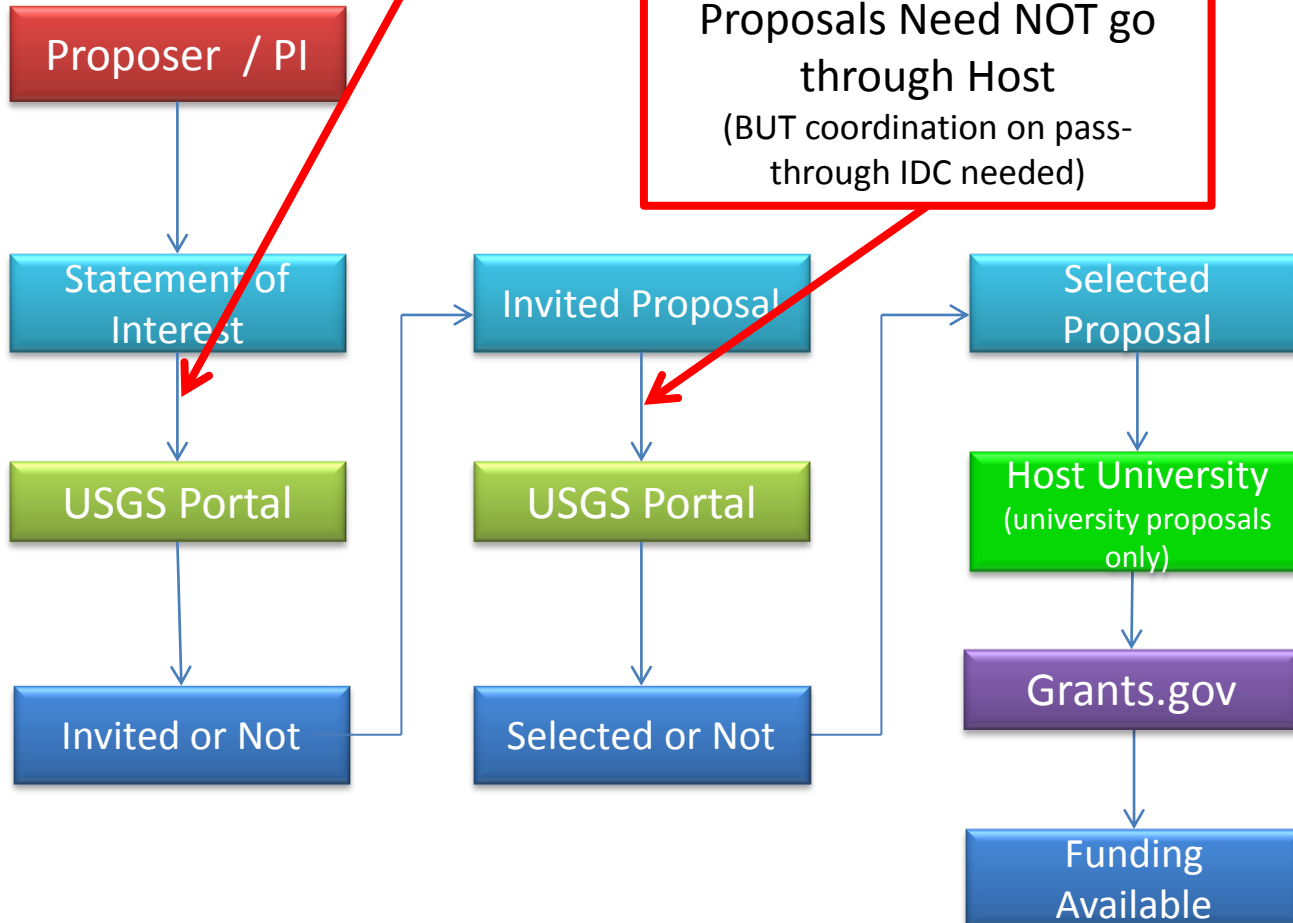 Proposer / PI
Proposals Need NOT go
through Host
(BUT coordination on pass-
through IDC needed)
Statement of
Interest
Invited Proposal
Selected
Proposal
USGS Portal
USGS Portal
Host University
(university proposals
only)
Invited or Not
Selected or Not
Grants.gov
Funding
Available